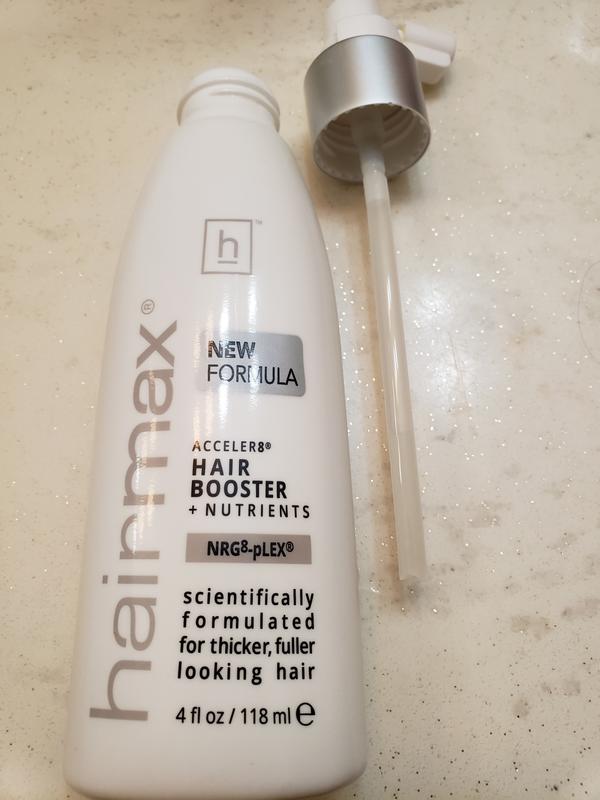 h™
hairmax®
NEW
FORMULA
ACCELER8®
HAIR
BOOSTER
+ NUTRIENTS
NRG8-pLEX®
scientifically
formulated
for thicker, fuller
looking hair
4 fl oz / 118 ml ℮